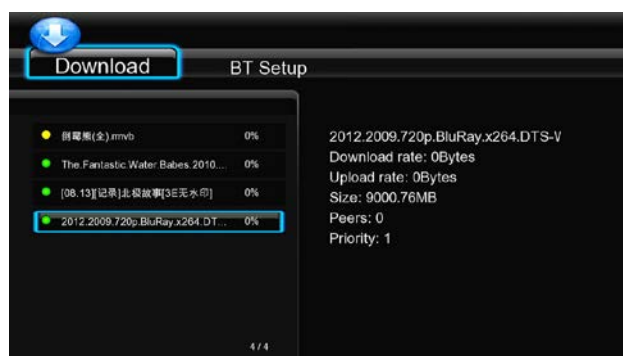 Download
BT Setup
倒霉熊(全).rmvb 0%
The.Fantastic.Water.Babes.2010.... 0%
[08.13][记录]北极故事[3E无水印] 0%
2012.2009.720p.BluRay.x264.DT... 0%
4/4
2012.2009.720p.BluRay.x264.DTS-V
Download rate: 0Bytes
Upload rate: 0Bytes
Size: 9000.76MB
Peers: 0
Priority: 1